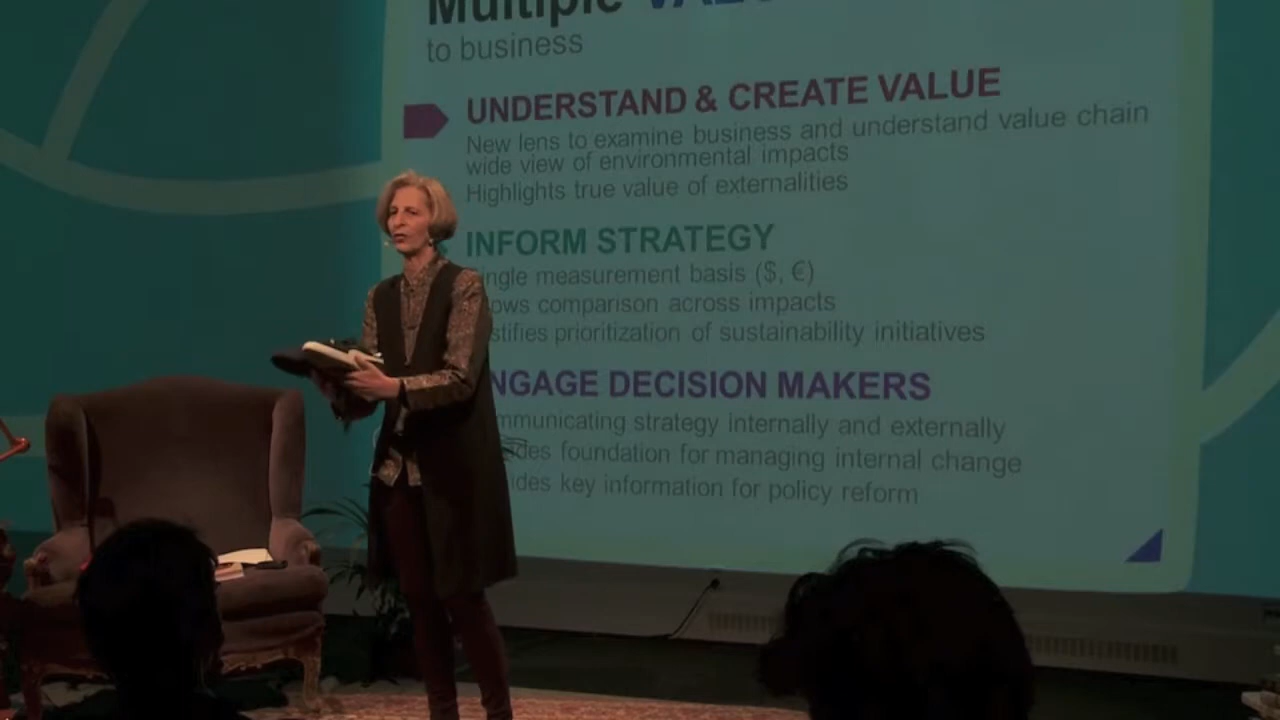 Multiple
to business
UNDERSTAND & CREATE VALUE
New lens to examine business and understand value chain
wide view of environmental impacts
Highlights true value of externalities
INFORM STRATEGY
ngle measurement basis ($, €)
ows comparison across impacts
stifies prioritization of sustainability initiatives
NGAGE DECISION MAKERS
mmunicating strategy internally and externally
des foundation for managing internal change
ides key information for policy reform